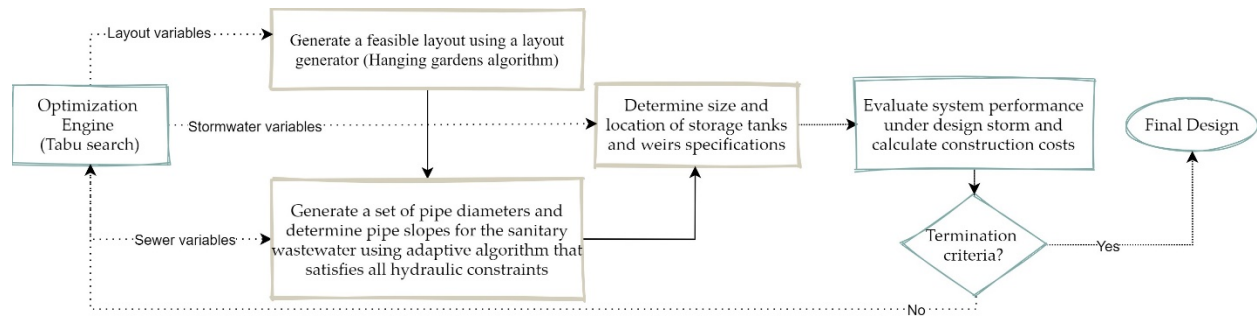 Layout variables
Generate a feasible layout using a layout
generator (Hanging gardens algorithm)
Optimization
Engine
(Tabu search)
Stormwater variables
Determine size and
location of storage tanks
and weirs specifications
Evaluate system performance
under design storm and
calculate construction costs
Final Design
Sewer variables
Generate a set of pipe diameters and
determine pipe slopes for the sanitary
wastewater using adaptive algorithm that
satisfies all hydraulic constraints
Termination
criteria?
Yes
No